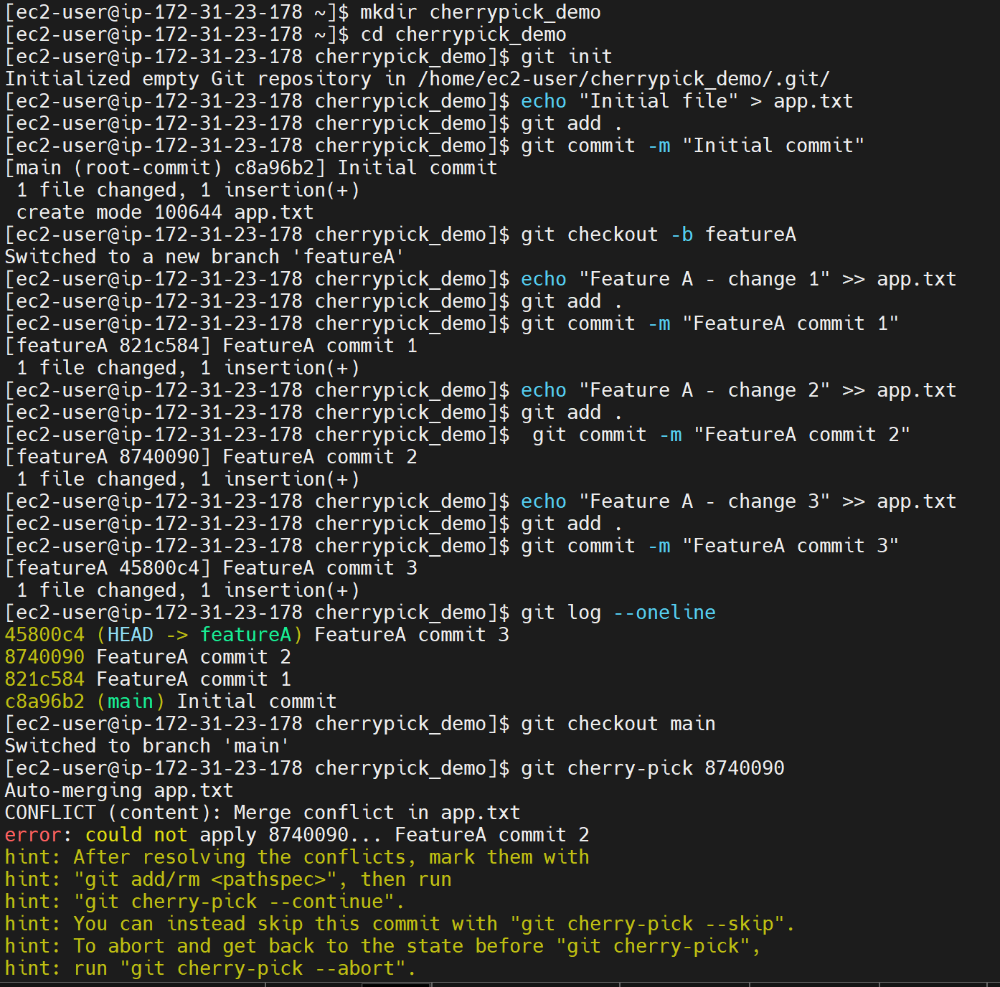 [ec2-user@ip-172-31-23-178 ~]$ mkdir cherrypick_demo
[ec2-user@ip-172-31-23-178 ~]$ cd cherrypick_demo
[ec2-user@ip-172-31-23-178 cherrypick_demo]$ git init
Initialized empty Git repository in /home/ec2-user/cherrypick_demo/.git/
[ec2-user@ip-172-31-23-178 cherrypick_demo]$ echo "Initial file" > app.txt
[ec2-user@ip-172-31-23-178 cherrypick_demo]$ git add .
[ec2-user@ip-172-31-23-178 cherrypick_demo]$ git commit -m "Initial commit"
[main (root-commit) c8a96b2] Initial commit
 1 file changed, 1 insertion(+)
 create mode 100644 app.txt
[ec2-user@ip-172-31-23-178 cherrypick_demo]$ git checkout -b featureA
Switched to a new branch 'featureA'
[ec2-user@ip-172-31-23-178 cherrypick_demo]$ echo "Feature A - change 1" >> app.txt
[ec2-user@ip-172-31-23-178 cherrypick_demo]$ git add .
[ec2-user@ip-172-31-23-178 cherrypick_demo]$ git commit -m "FeatureA commit 1"
[featureA 821c584] FeatureA commit 1
 1 file changed, 1 insertion(+)
[ec2-user@ip-172-31-23-178 cherrypick_demo]$ echo "Feature A - change 2" >> app.txt
[ec2-user@ip-172-31-23-178 cherrypick_demo]$ git add .
[ec2-user@ip-172-31-23-178 cherrypick_demo]$  git commit -m "FeatureA commit 2"
[featureA 8740090] FeatureA commit 2
 1 file changed, 1 insertion(+)
[ec2-user@ip-172-31-23-178 cherrypick_demo]$ echo "Feature A - change 3" >> app.txt
[ec2-user@ip-172-31-23-178 cherrypick_demo]$ git add .
[ec2-user@ip-172-31-23-178 cherrypick_demo]$ git commit -m "FeatureA commit 3"
[featureA 45800c4] FeatureA commit 3
 1 file changed, 1 insertion(+)
[ec2-user@ip-172-31-23-178 cherrypick_demo]$ git log --oneline
45800c4 (HEAD -> featureA) FeatureA commit 3
8740090 FeatureA commit 2
821c584 FeatureA commit 1
c8a96b2 (main) Initial commit
[ec2-user@ip-172-31-23-178 cherrypick_demo]$ git checkout main
Switched to branch 'main'
[ec2-user@ip-172-31-23-178 cherrypick_demo]$ git cherry-pick 8740090
Auto-merging app.txt
CONFLICT (content): Merge conflict in app.txt
error: could not apply 8740090... FeatureA commit 2
hint: After resolving the conflicts, mark them with
hint: "git add/rm <pathspec>", then run
hint: "git cherry-pick --continue".
hint: You can instead skip this commit with "git cherry-pick --skip".
hint: To abort and get back to the state before "git cherry-pick",
hint: run "git cherry-pick --abort".